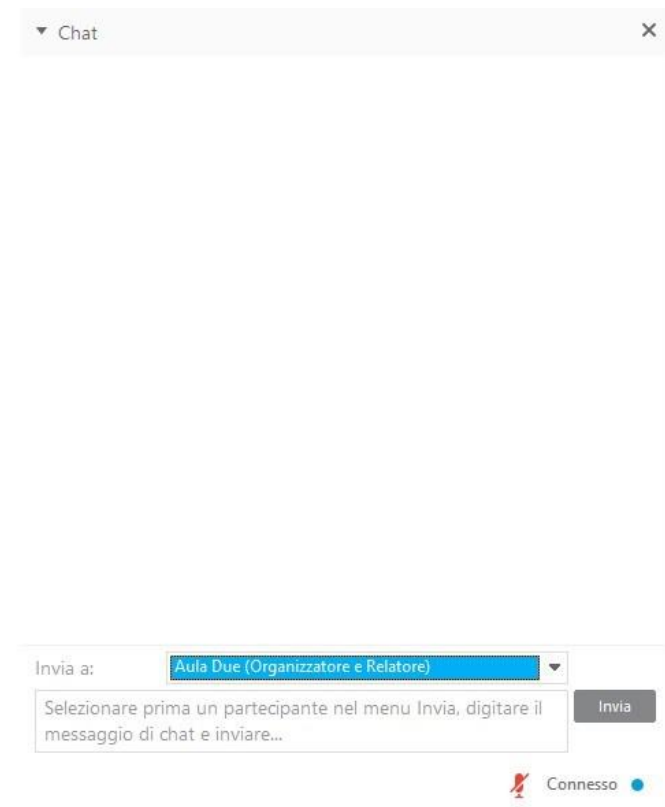 Chat
Invia a:
Aula Due (Organizzatore e Relatore)
Selezionare prima un partecipante nel menu Invia, digitare il
messaggio di chat e inviare...
Invia
Connesso